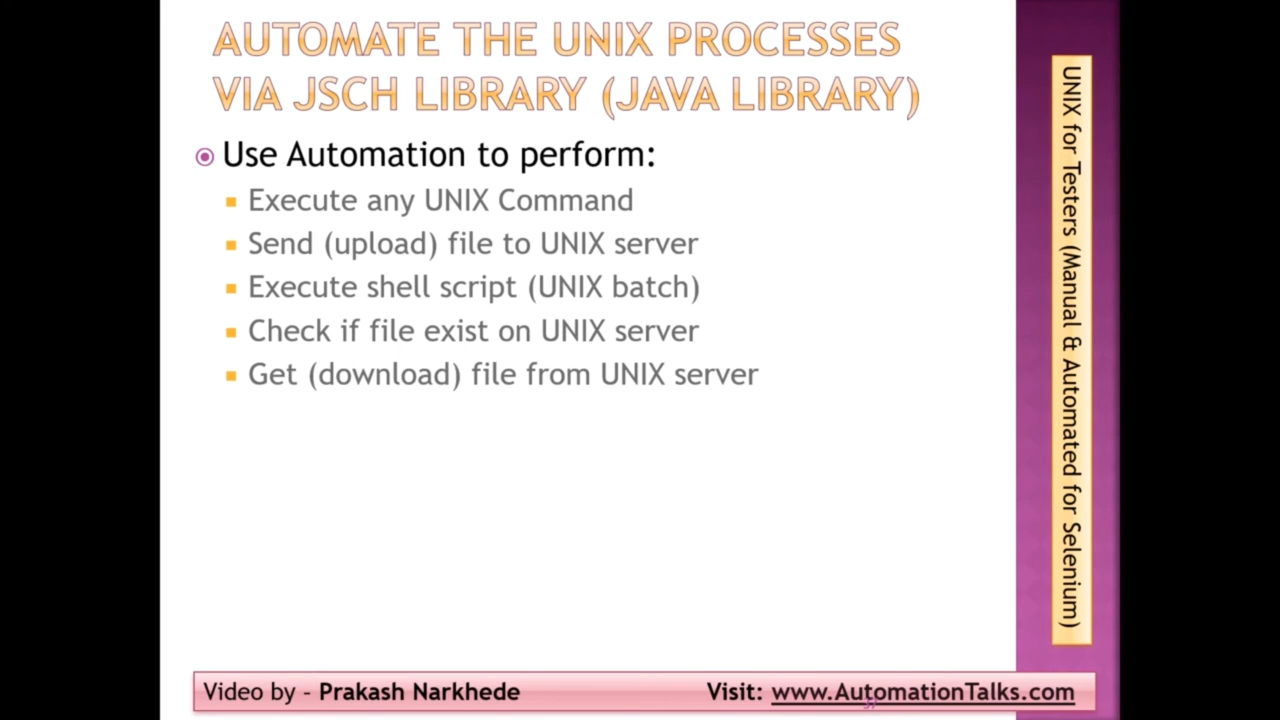 AUTOMATE THE UNIX PROCESSES
VIA JSCH LIBRARY (JAVA LIBRARY)
Use Automation to perform:
Execute any UNIX Command
Send (upload) file to UNIX server
Execute shell script (UNIX batch)
Check if file exist on UNIX server
Get (download) file from UNIX server
UNIX for Testers (Manual & Automated for Selenium)
Video by - Prakash Narkhede
Visit: www.AutomationTalks.com